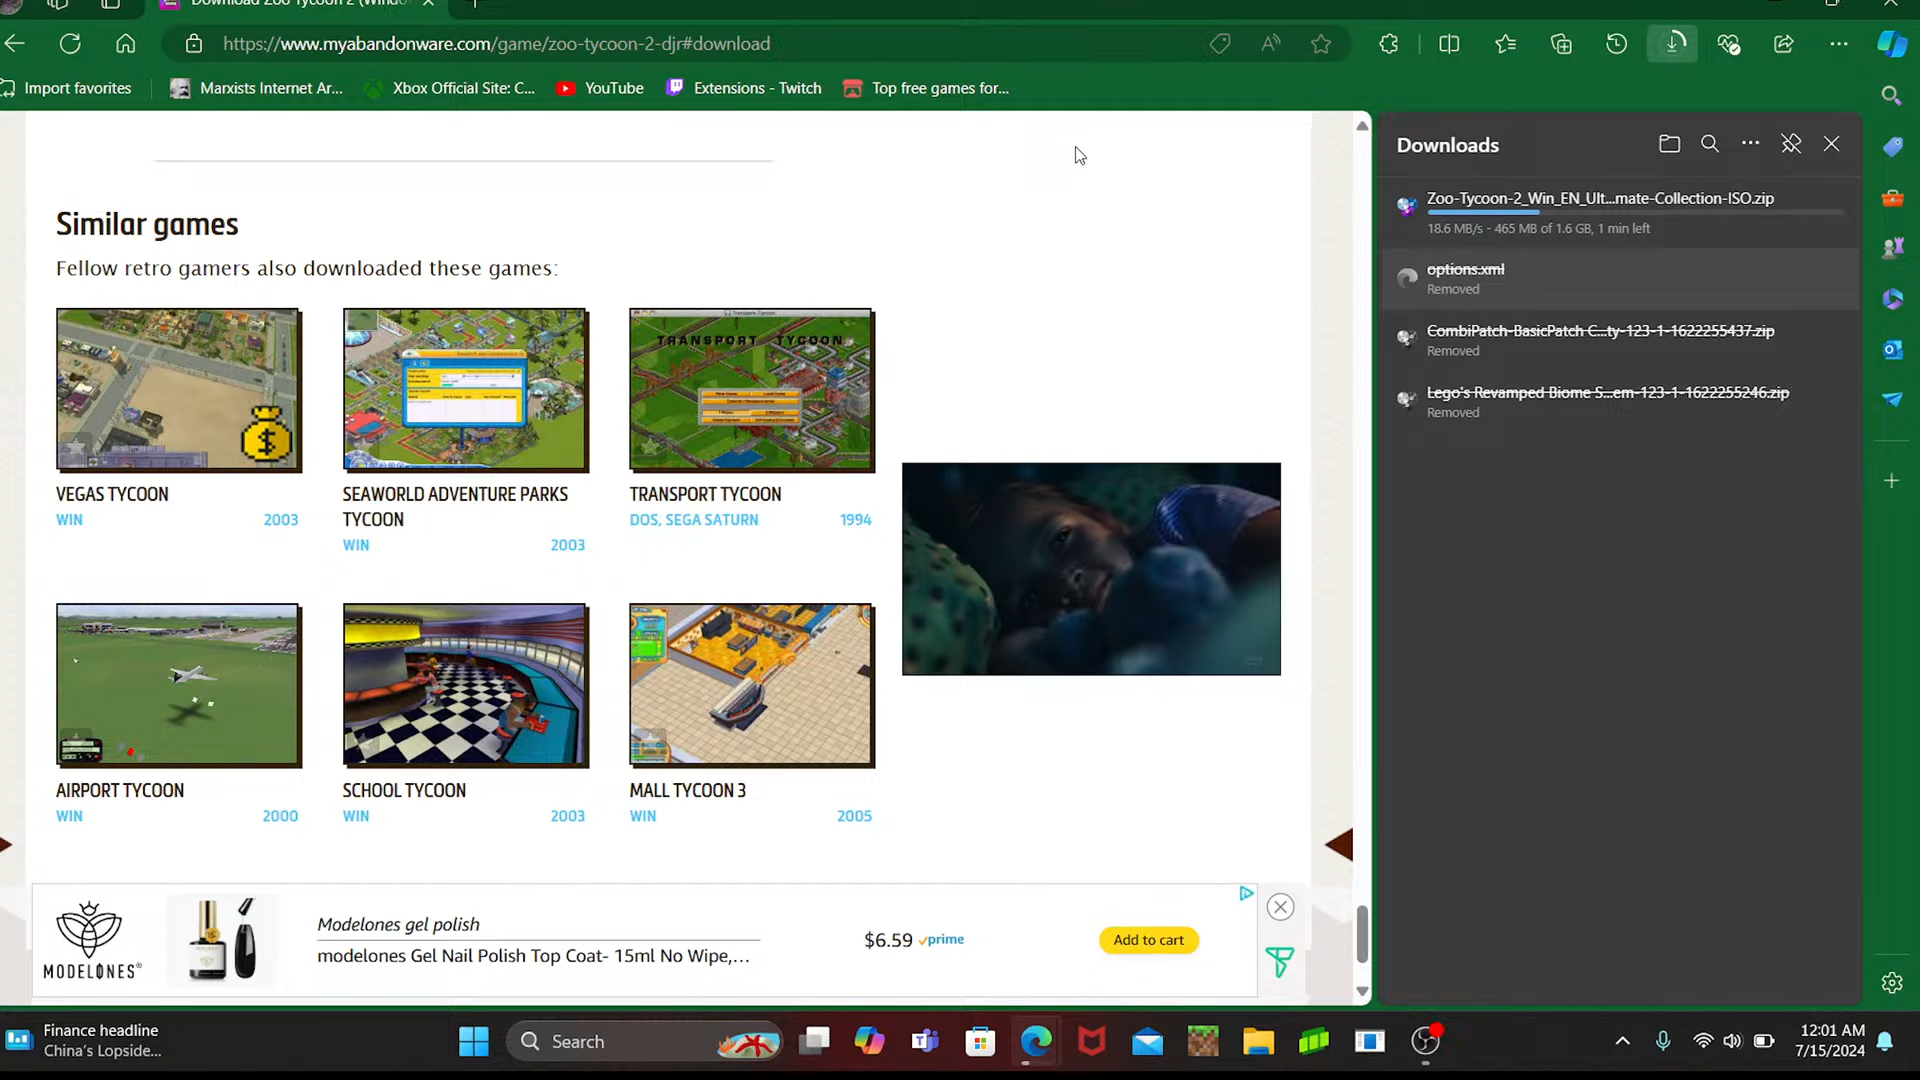 Download Zoo Tycoon 2 (Windo
https://www.myabandonware.com/game/zoo-tycoon-2-djr#download
Import favorites
Marxists Internet Ar...
Xbox Official Site: C...
YouTube
Extensions - Twitch
Top free games for...
Similar games
Fellow retro gamers also downloaded these games:
TRANSPORT TYCOON
VEGAS TYCOON
WIN 2003
SEAWORLD ADVENTURE PARKS
TYCOON
WIN 2003
TRANSPORT TYCOON
DOS, SEGA SATURN 1994
AIRPORT TYCOON
WIN 2000
SCHOOL TYCOON
WIN 2003
MALL TYCOON 3
WIN 2005
MODELONES®
Modelones gel polish
modelones Gel Nail Polish Top Coat- 15ml No Wipe,...
$6.59 prime
Add to cart
Downloads
Zoo-Tycoon-2_Win_EN_Ult...mate-Collection-ISO.zip
18.6 MB/s - 465 MB of 1.6 GB, 1 min left
options.xml
Removed
CombiPatch-BasicPatch C...ty-123-1-1622255437.zip
Removed
Lego's Revamped Biome S...em-123-1-1622255246.zip
Removed
Finance headline
China's Lopside...
Search
12:01 AM
7/15/2024